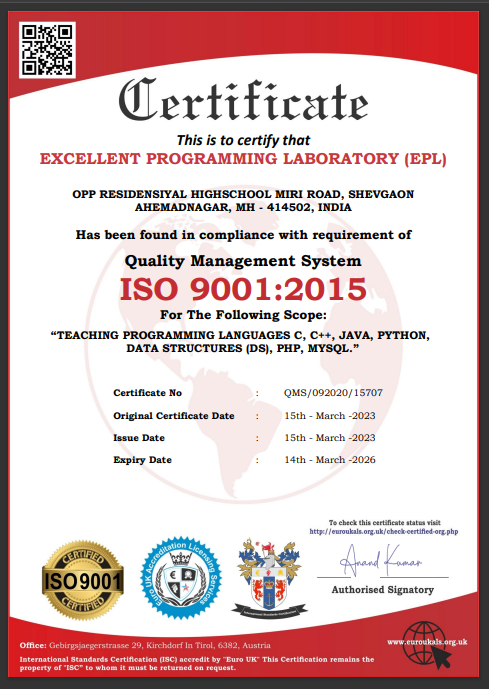 Certificate
This is to certify that
EXCELLENT PROGRAMMING LABORATORY (EPL)
OPP RESIDENSIYAL HIGHSCHOOL MIRI ROAD, SHEVGAON
AHEMADNAGAR, MH - 414502, INDIA
Has been found in compliance with requirement of
Quality Management System
ISO 9001:2015
For The Following Scope:
“TEACHING PROGRAMMING LANGUAGES C, C++, JAVA, PYTHON,
DATA STRUCTURES (DS), PHP, MYSQL.”
Certificate No : QMS/092020/15707
Original Certificate Date : 15th - March -2023
Issue Date : 15th - March -2023
Expiry Date : 14th - March -2026
To check this certificate status visit
http://euroukals.org.uk/check-certified-org.php
CERTIFIED
ISO 9001
CERTIFIED
Euro UK Accreditation Licensing Services
Anand Kumar
Authorised Signatory
www.euroukals.org.uk
Office: Gebirgsjaegerstrasse 29, Kirchdorf In Tirol, 6382, Austria
International Standards Certification (ISC) accredit by "Euro UK" This Certification remains the
property of "ISC" to whom it must be returned on request.